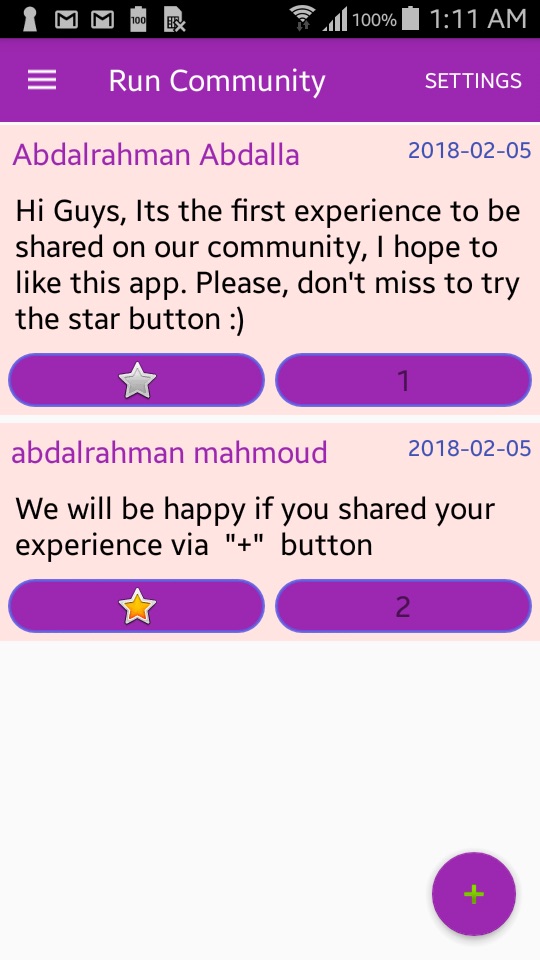 100 100% 1:11 AM
Run Community SETTINGS
Abdalrahman Abdalla 2018-02-05
Hi Guys, Its the first experience to be
shared on our community, I hope to
like this app. Please, don't miss to try
the star button :)
1
abdalrahman mahmoud 2018-02-05
We will be happy if you shared your
experience via "+" button
2
+